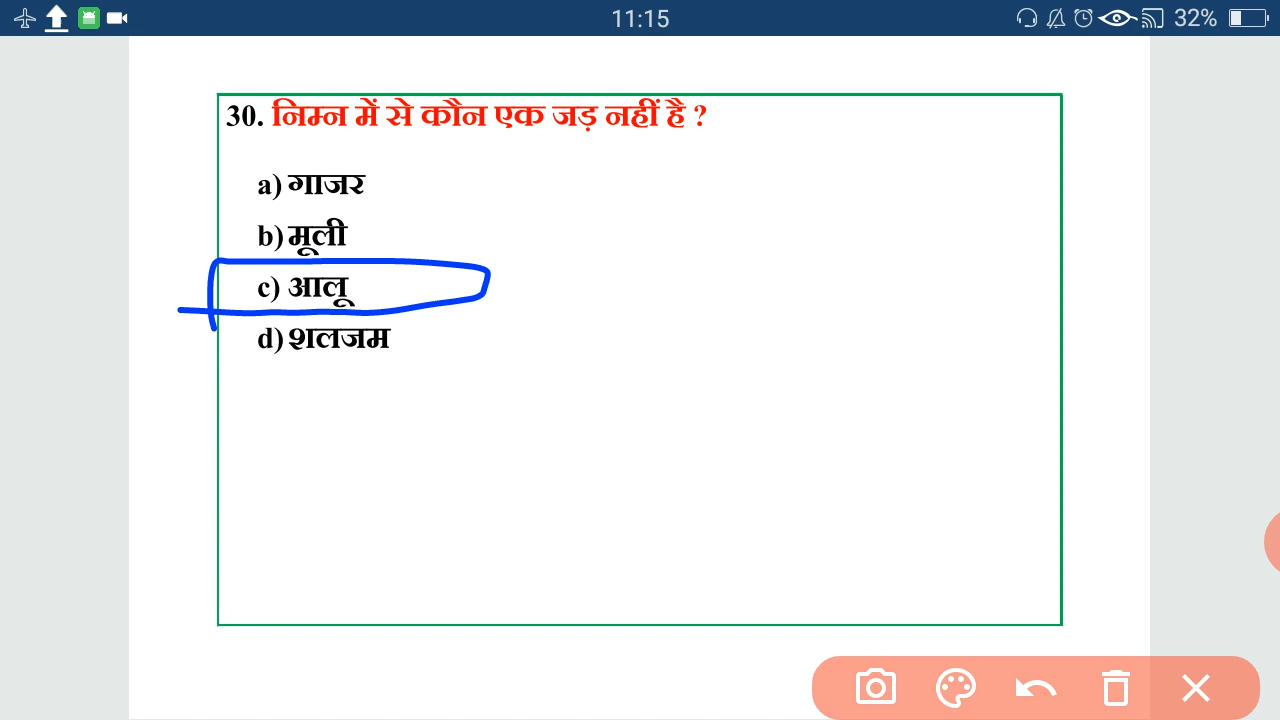 11:15
32%
30. निम्न में से कौन एक जड़ नहीं है ?
a) गाजर
b) मूली
c) आलू
d) शलजम